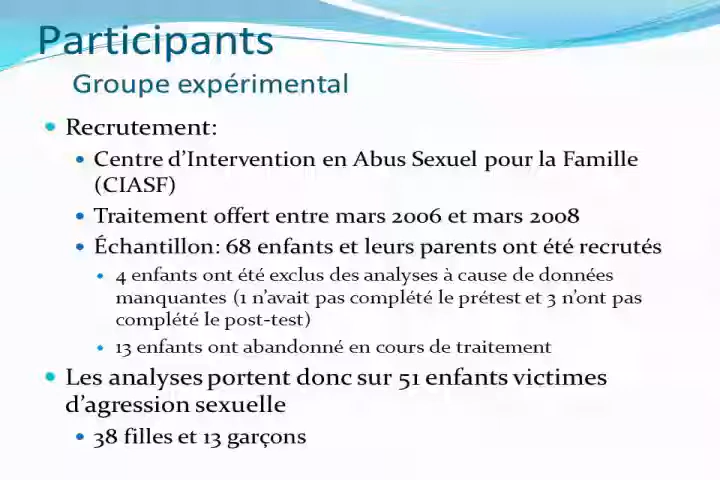 Participants
Groupe expérimental
• Recrutement:
• Centre d'Intervention en Abus Sexuel pour la Famille
(CIASF)
• Traitement offert entre mars 2006 et mars 2008
• Échantillon: 68 enfants et leurs parents ont été recrutés
• 4 enfants ont été exclus des analyses à cause de données
manquantes (1 n'avait pas complété le prétest et 3 n'ont pas
complété le post-test)
• 13 enfants ont abandonné en cours de traitement
• Les analyses portent donc sur 51 enfants victimes
d'agression sexuelle
• 38 filles et 13 garçons